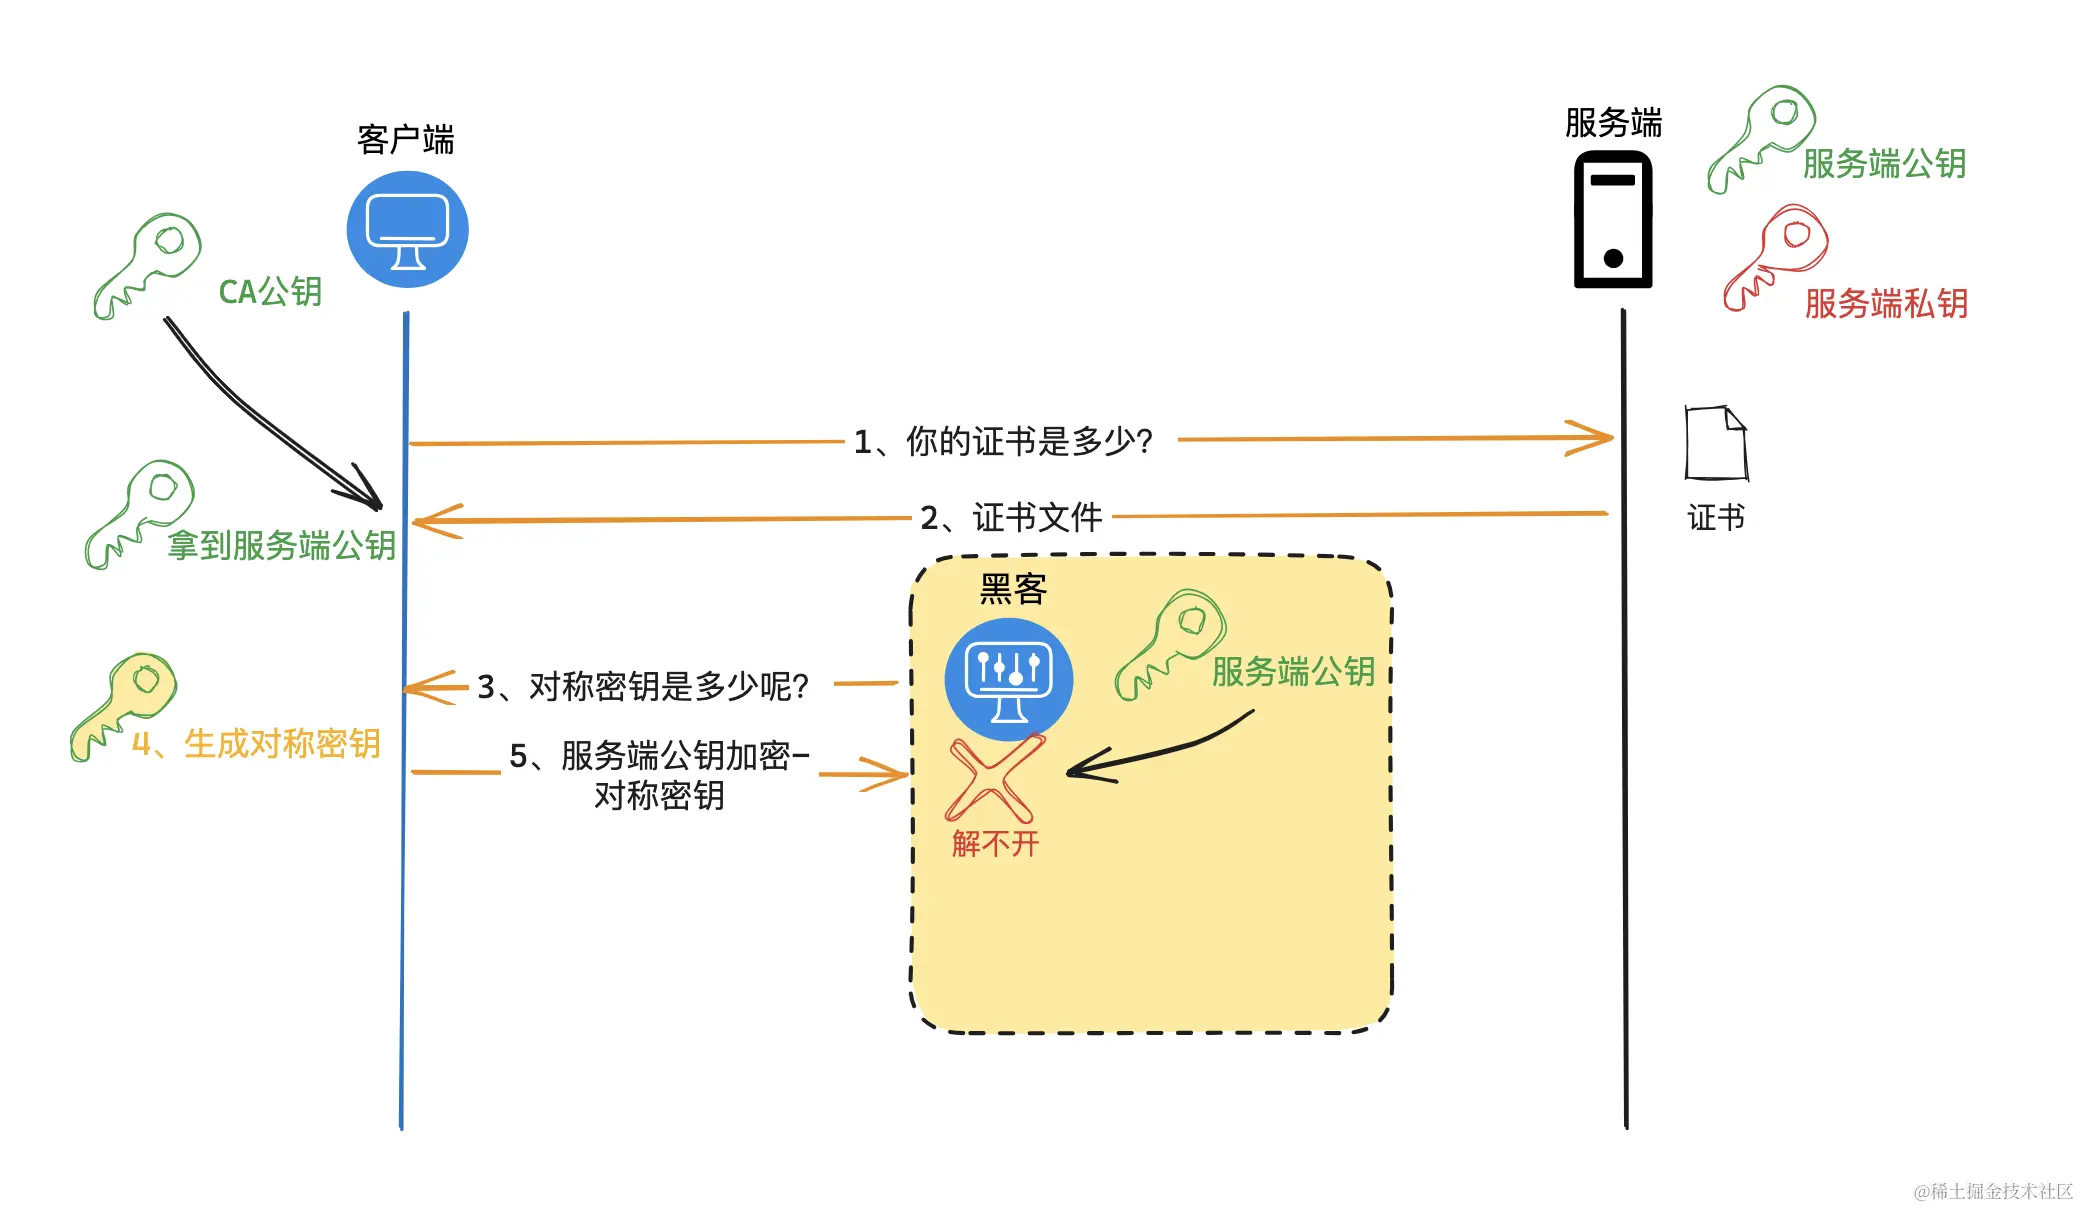 客户端
服务端
服务端公钥
CA公钥
服务端私钥
1、你的证书是多少？
2、证书文件
证书
拿到服务端公钥
黑客
服务端公钥
3、对称密钥是多少呢？
4、生成对称密钥
5、服务端公钥加密-
对称密钥
解不开
@稀土掘金技术社区